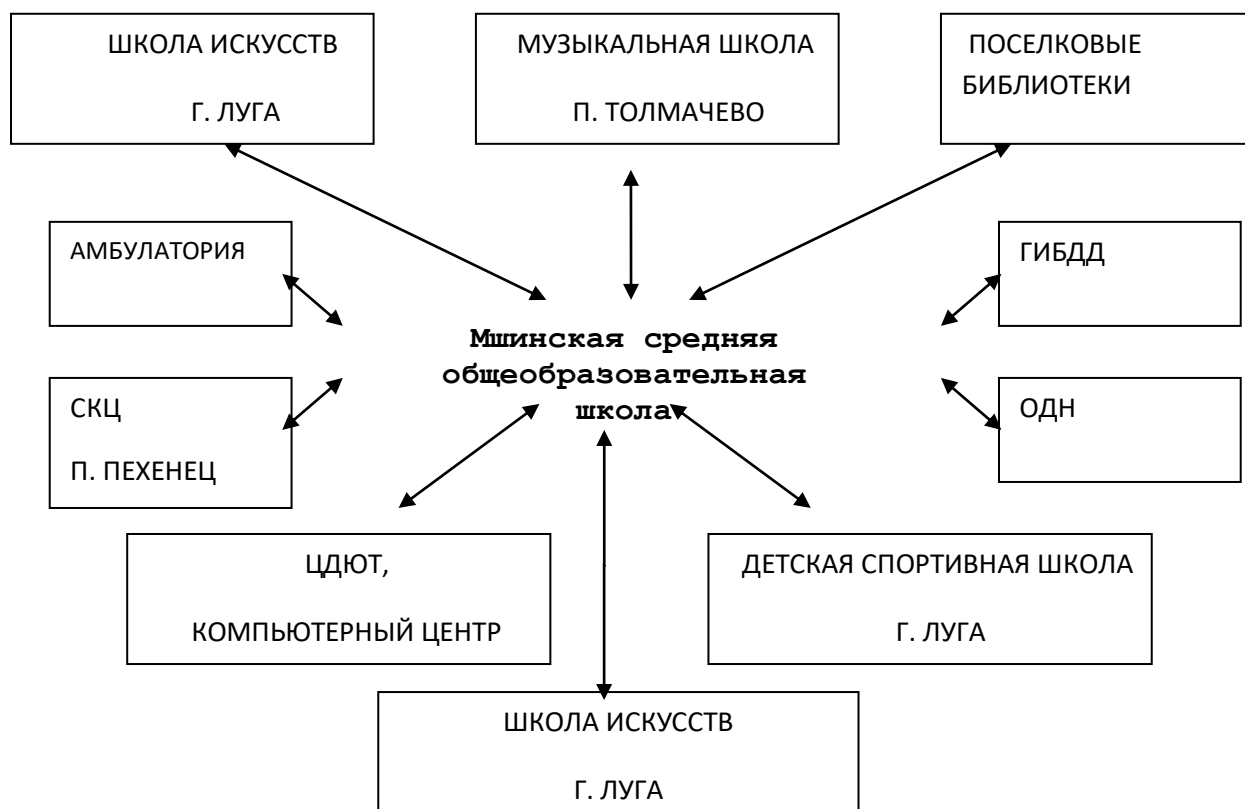 ШКОЛА ИСКУССТВ
Г. ЛУГА
МУЗЫКАЛЬНАЯ ШКОЛА
П. ТОЛМАЧЕВО
ПОСЕЛКОВЫЕ
БИБЛИОТЕКИ
АМБУЛАТОРИЯ
ГИБДД
Мшинская средняя
общеобразовательная
школа
СКЦ
П. ПЕХЕНЕЦ
ОДН
ЦДЮТ,
КОМПЬЮТЕРНЫЙ ЦЕНТР
ДЕТСКАЯ СПОРТИВНАЯ ШКОЛА
Г. ЛУГА
ШКОЛА ИСКУССТВ
Г. ЛУГА